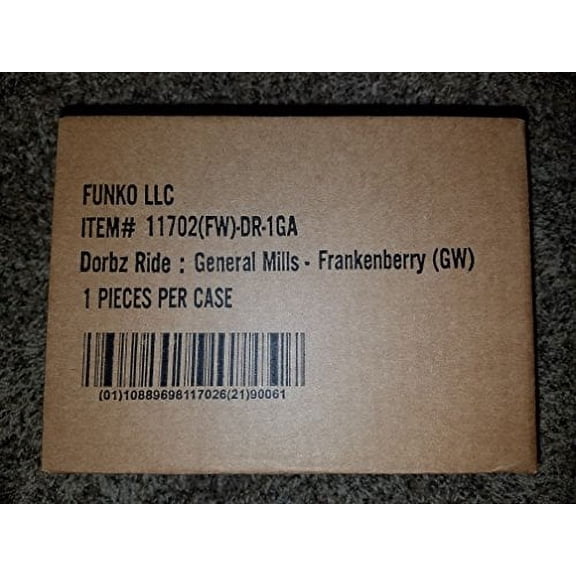 FUNKO LLC
ITEM# 11702(FW)-DR-1GA
Dorbz Ride : General Mills - Frankenberry (GW)
1 PIECES PER CASE
(01)10889698117026(21)90061